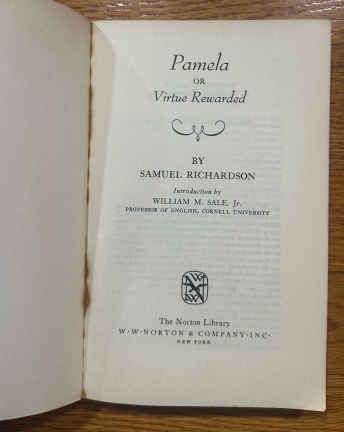 Pamela
OR
Virtue Rewarded
BY
SAMUEL RICHARDSON
Introduction by
WILLIAM M. SALE, Jr.
PROFESSOR OF ENGLISH, CORNELL UNIVERSITY
The Norton Library
W·W·NORTON & COMPANY·INC·
NEW YORK